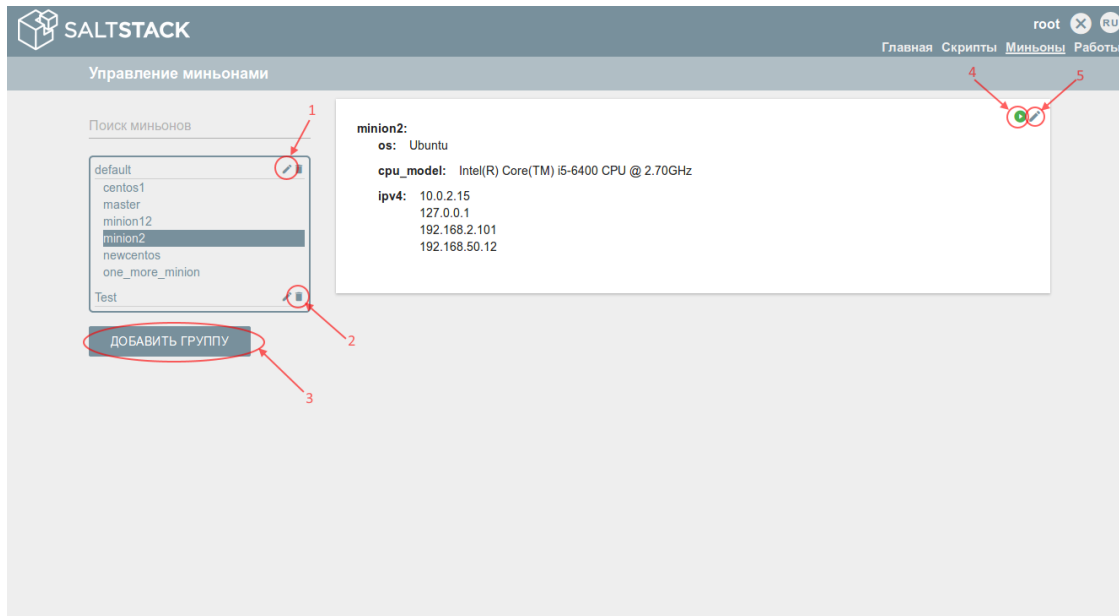 SALTSTACK
root RU
Главная Скрипты Миньоны Работы
Управление миньонами
4
5
1
Поиск миньонов
default
centos1
master
minion12
minion2
newcentos
one_more_minion
Test
ДОБАВИТЬ ГРУППУ
2
3
minion2:
os: Ubuntu
cpu_model: Intel(R) Core(TM) i5-6400 CPU @ 2.70GHz
ipv4: 10.0.2.15
127.0.0.1
192.168.2.101
192.168.50.12